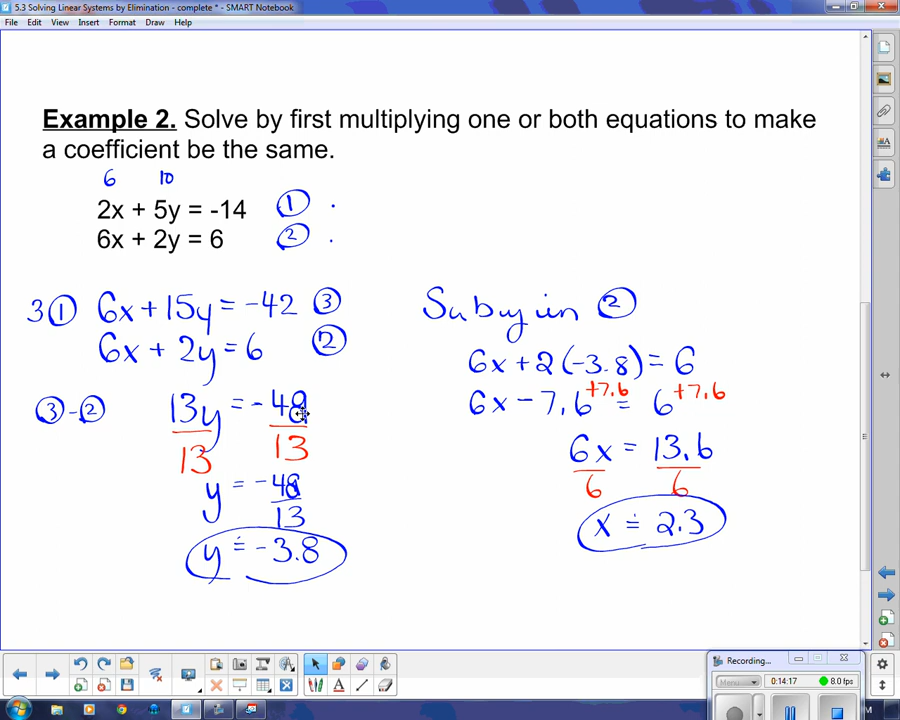 5.3 Solving Linear Systems by Elimination - complete * - SMART Notebook
File Edit View Insert Format Draw Help
Example 2. Solve by first multiplying one or both equations to make
a coefficient be the same.
6 10
2x + 5y = -14 ①
6x + 2y = 6 ②
3① 6x + 15y = -42 ③
6x + 2y = 6 ②
③-② 13y = -48
13 13
y = -48
13
y ≐ -3.8
Sub y in ②
6x + 2(-3.8) = 6
6x - 7.6 +7.6 = 6 +7.6
6x = 13.6
6 6
x ≐ 2.3
Recording...
Menu
0:14:17 8.0 fps